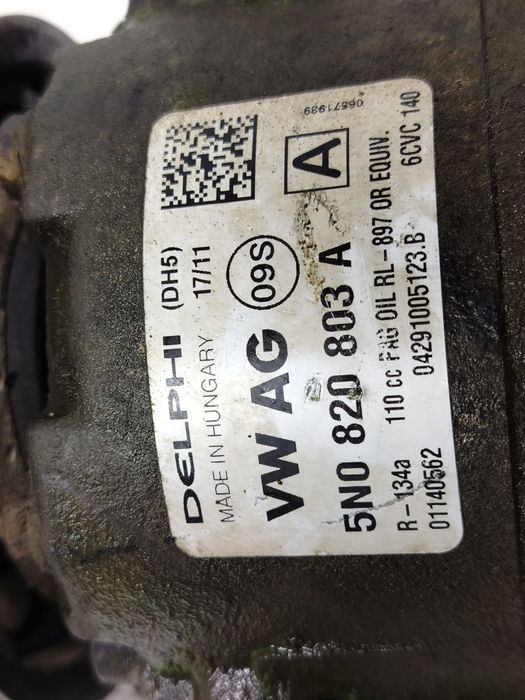 DELPHI (DH5)
MADE IN HUNGARY 17/11
VW AG 09S A
06571939
5N0 820 803 A
R-134a 110 cc PAG OIL RL-897 OR EQUIV.
01140562 04291005123.B 6CVC 140